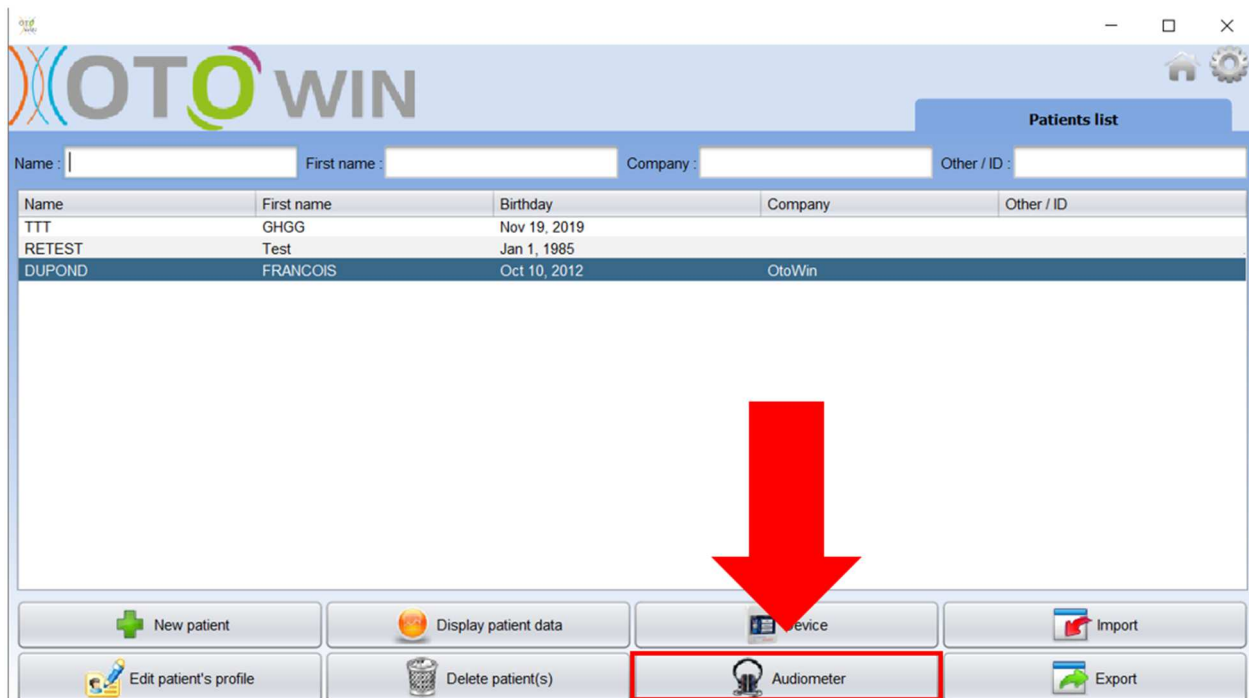 OTO WIN
Patients list
Name : First name : Company : Other / ID :
Name First name Birthday Company Other / ID
TTT GHGG Nov 19, 2019
RETEST Test Jan 1, 1985
DUPOND FRANCOIS Oct 10, 2012 OtoWin
New patient Display patient data Import
Edit patient's profile Delete patient(s) Audiometer Export